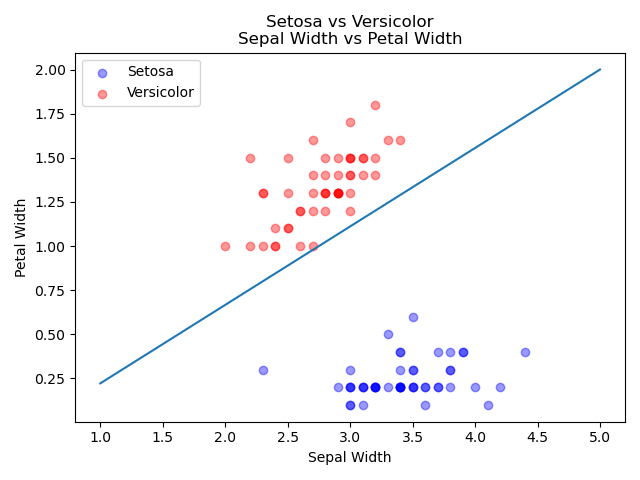 Setosa vs Versicolor
Sepal Width vs Petal Width
Setosa
Versicolor
2.00
1.75
1.50
1.25
1.00
0.75
0.50
0.25
Petal Width
1.0 1.5 2.0 2.5 3.0 3.5 4.0 4.5 5.0
Sepal Width